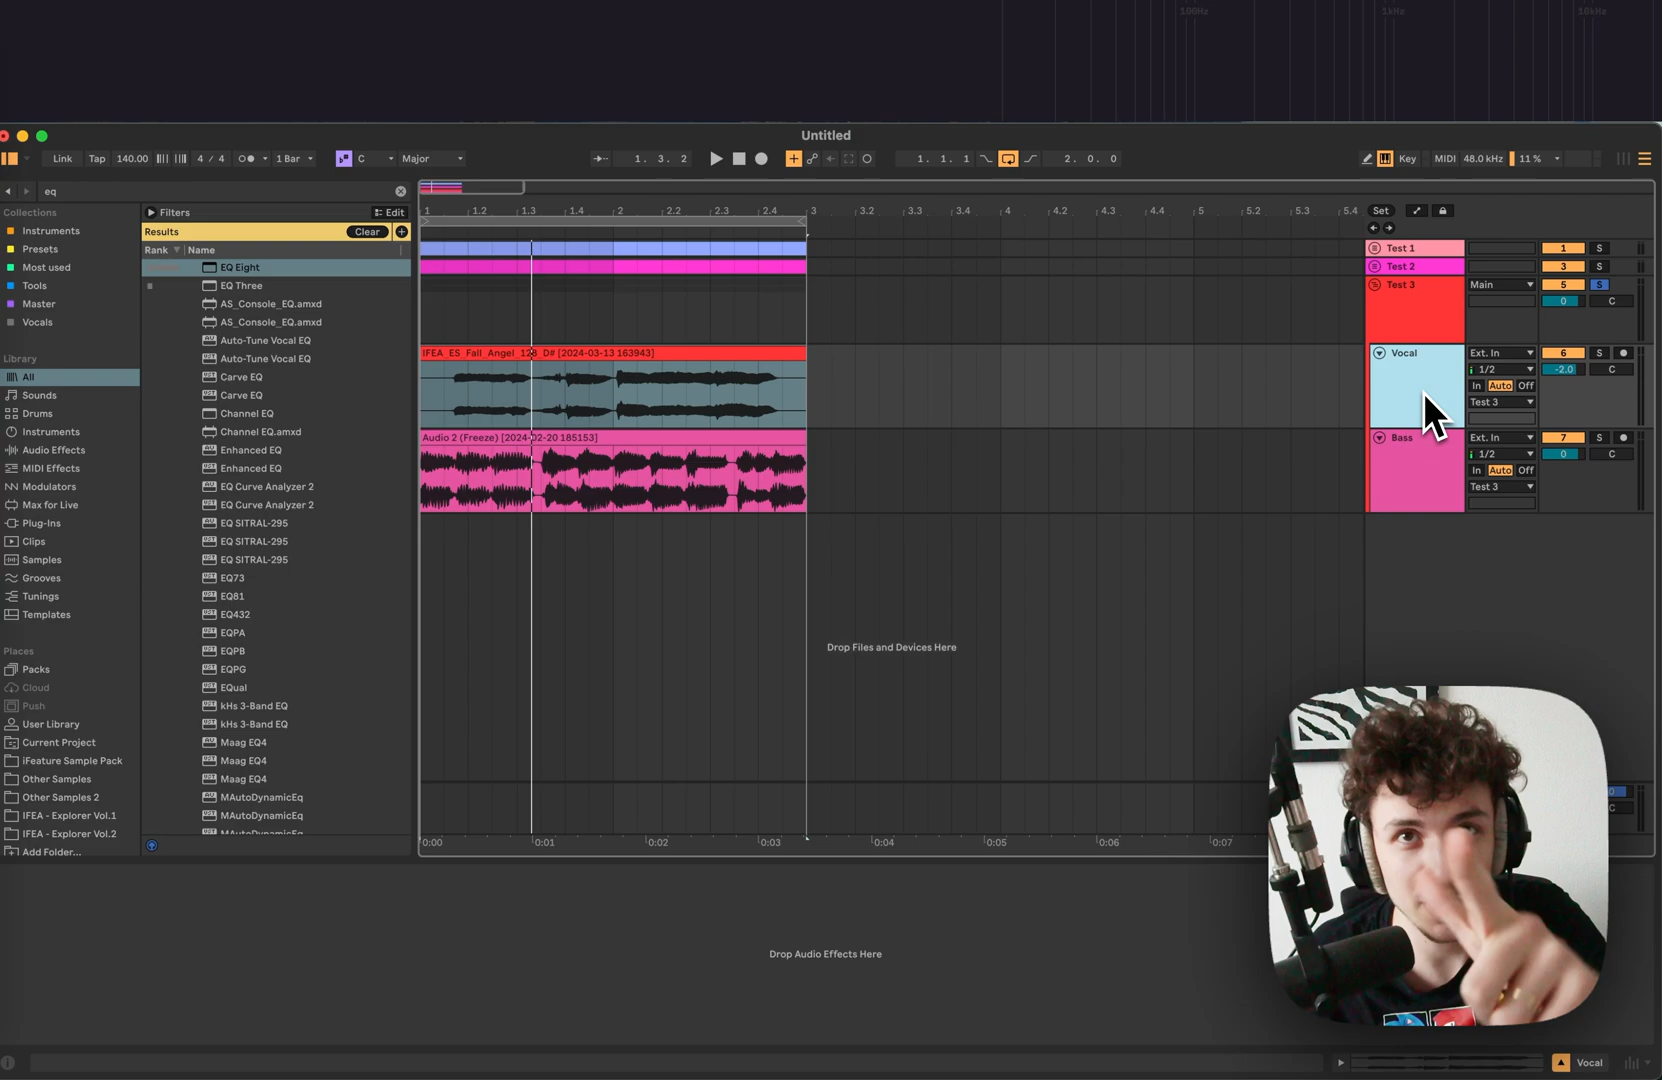 100Hz 1kHz 10kHz
Untitled
Link Tap 140.00 4 / 4 1 Bar C Major 1. 3. 2 1. 1. 1 2. 0. 0 Key MIDI 48.0 kHz 11 %
eq
Collections
Instruments
Presets
Most used
Tools
Master
Vocals
Library
All
Sounds
Drums
Instruments
Audio Effects
MIDI Effects
Modulators
Max for Live
Plug-Ins
Clips
Samples
Grooves
Tunings
Templates
Places
Packs
Cloud
Push
User Library
Current Project
iFeature Sample Pack
Other Samples
Other Samples 2
IFEA - Explorer Vol.1
IFEA - Explorer Vol.2
Add Folder...
Filters Edit
Results Clear
Rank Name
EQ Eight
EQ Three
AS_Console_EQ.amxd
AS_Console_EQ.amxd
Auto-Tune Vocal EQ
Auto-Tune Vocal EQ
Carve EQ
Carve EQ
Channel EQ
Channel EQ.amxd
Enhanced EQ
Enhanced EQ
EQ Curve Analyzer 2
EQ Curve Analyzer 2
EQ SITRAL-295
EQ SITRAL-295
EQ SITRAL-295
EQ73
EQ81
EQ432
EQPA
EQPB
EQPG
EQual
kHs 3-Band EQ
kHs 3-Band EQ
Maag EQ4
Maag EQ4
Maag EQ4
MAutoDynamicEq
MAutoDynamicEq
MAutoDynamicEq
1 1.2 1.3 1.4 2 2.2 2.3 2.4 3 3.2 3.3 3.4 4 4.2 4.3 4.4 5 5.2 5.3 5.4
Set
Test 1 1 S
Test 2 3 S
Test 3 Main 5 S
0 C
IFEA_ES_Fall_Angel_128_D# [2024-03-13 163943]
Vocal Ext. In 6 S
1/2 -2.0 C
In Auto Off
Test 3
Audio 2 (Freeze) [2024-02-20 185153]
Bass Ext. In 7 S
1/2 0 C
In Auto Off
Test 3
Drop Files and Devices Here
0
C
0:00 0:01 0:02 0:03 0:04 0:05 0:06 0:07
Drop Audio Effects Here
Vocal